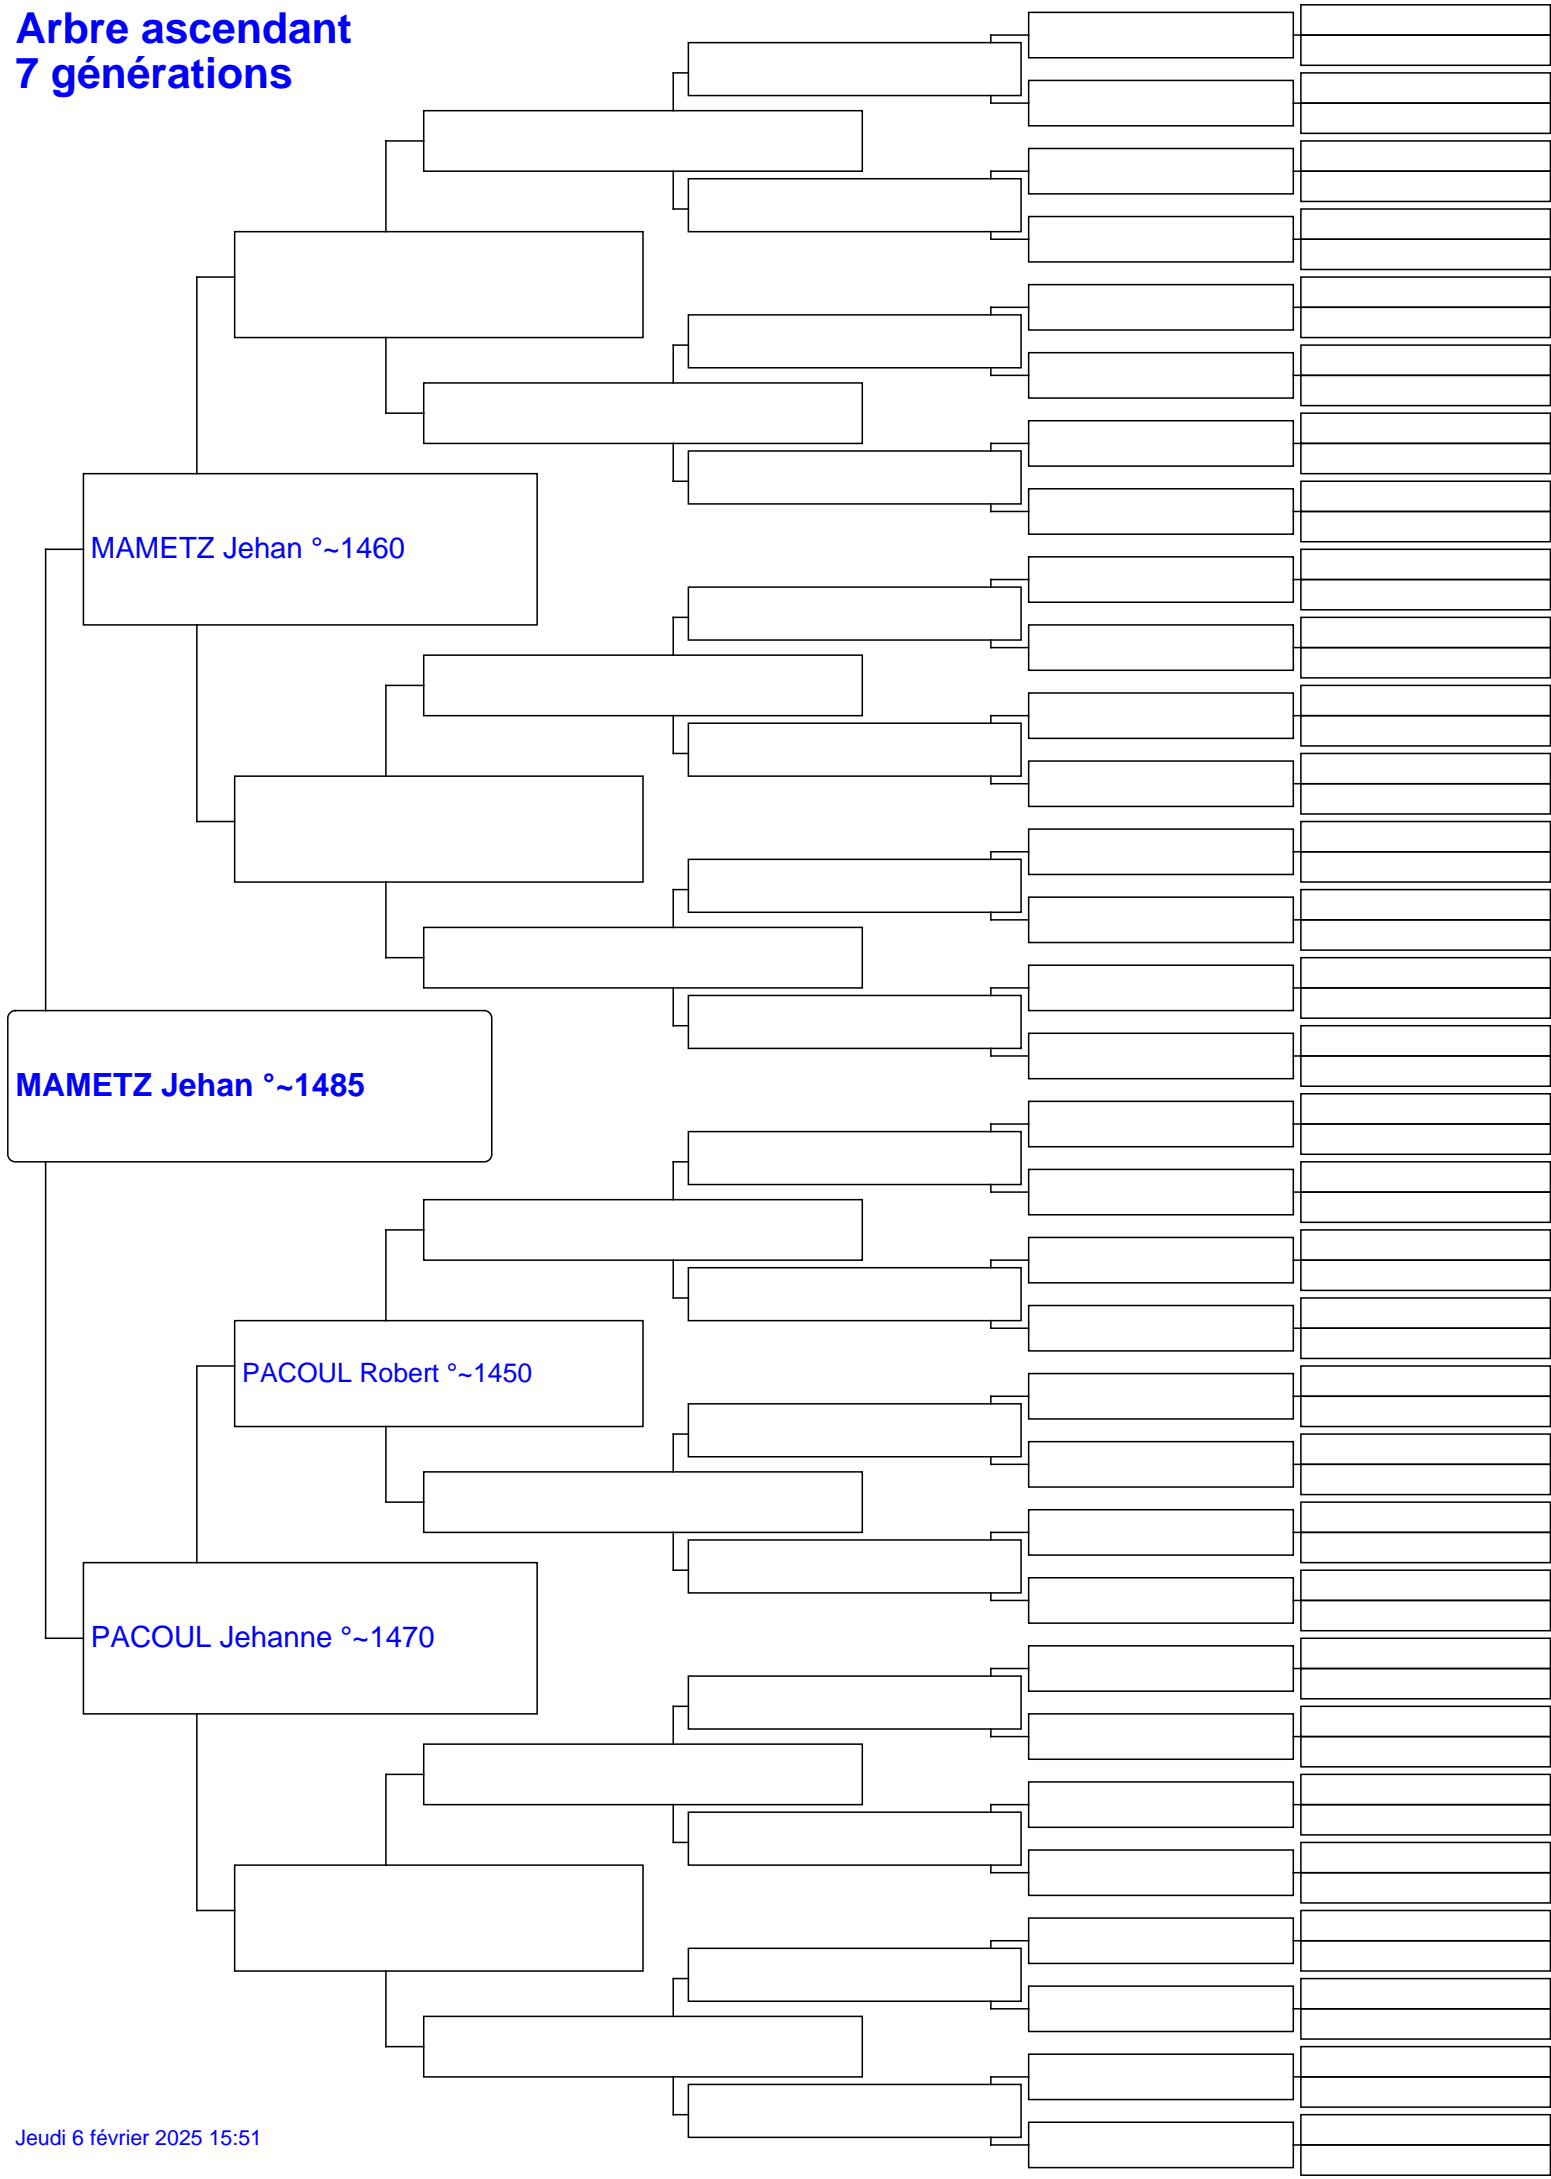 Arbre ascendant
7 générations
MAMETZ Jehan °~1460
MAMETZ Jehan °~1485
PACOUL Robert °~1450
PACOUL Jehanne °~1470
Jeudi 6 février 2025 15:51